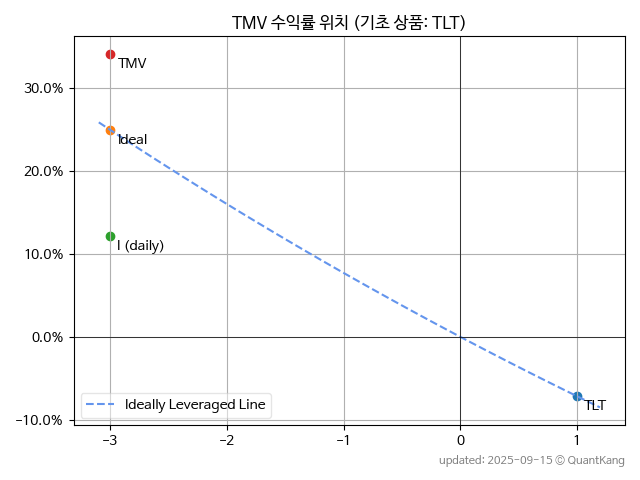 TMV 수익률 위치 (기초 상품: TLT)
TMV
30.0%
Ideal
20.0%
I (daily)
10.0%
0.0%
TLT
Ideally Leveraged Line
−10.0%
−3 −2 −1 0 1
updated: 2025-09-15 © QuantKang